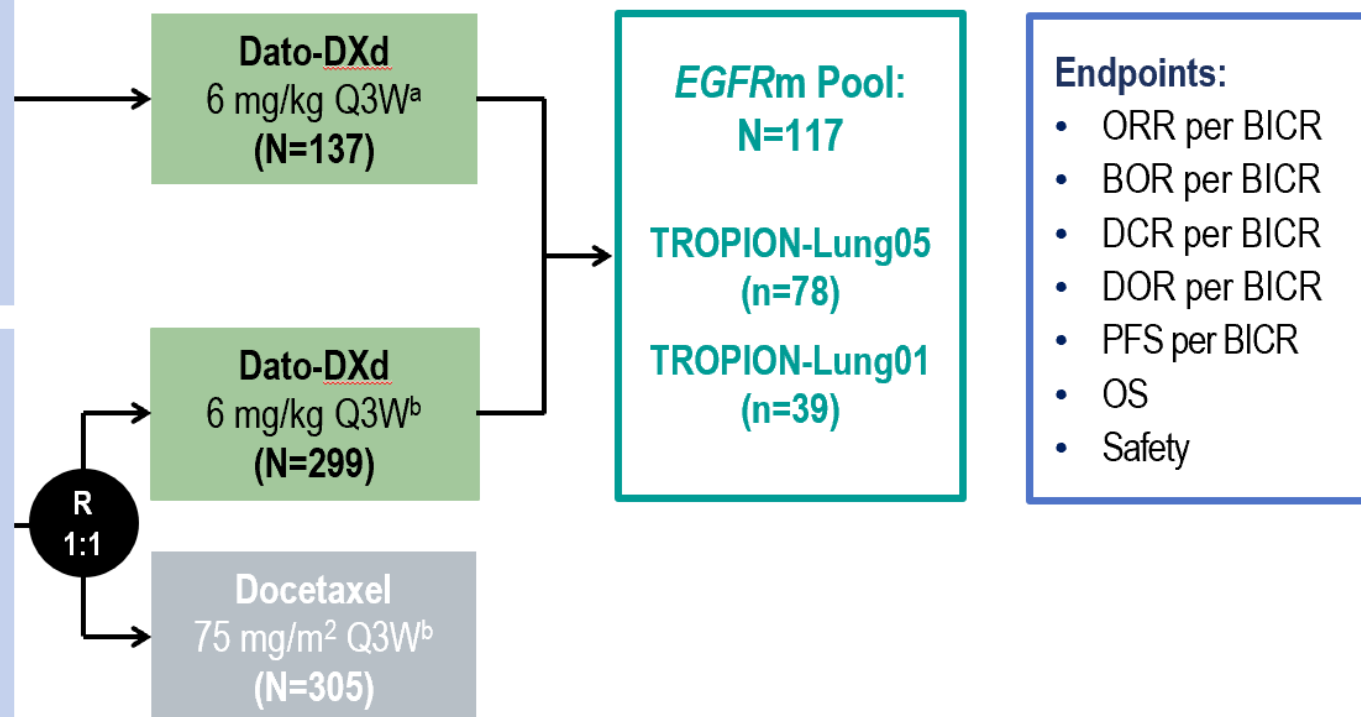 Dato-DXd
6 mg/kg Q3Wᵃ
(N=137)
Dato-DXd
6 mg/kg Q3Wᵇ
(N=299)
R
1:1
Docetaxel
75 mg/m² Q3Wᵇ
(N=305)
EGFRm Pool:
N=117
TROPION-Lung05
(n=78)
TROPION-Lung01
(n=39)
Endpoints:
• ORR per BICR
• BOR per BICR
• DCR per BICR
• DOR per BICR
• PFS per BICR
• OS
• Safety